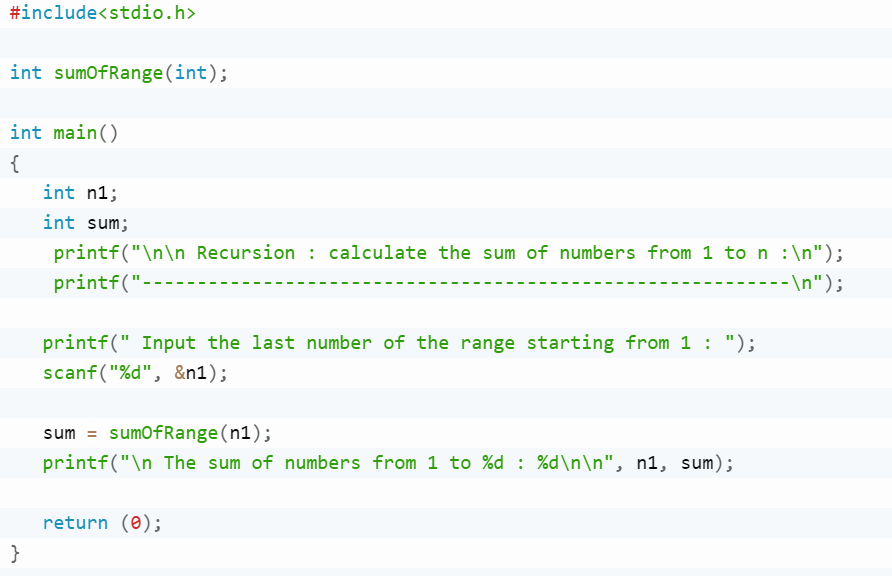 #include<stdio.h>
int sumOfRange(int);
int main()
{
int n1;
int sum;
printf("\n\n Recursion : calculate the sum of numbers from 1 to n :\n");
printf("-----------------------------------------------------------\n");
printf(" Input the last number of the range starting from 1 : ");
scanf("%d", &n1);
sum = sumOfRange(n1);
printf("\n The sum of numbers from 1 to %d : %d\n\n", n1, sum);
return (0);
}